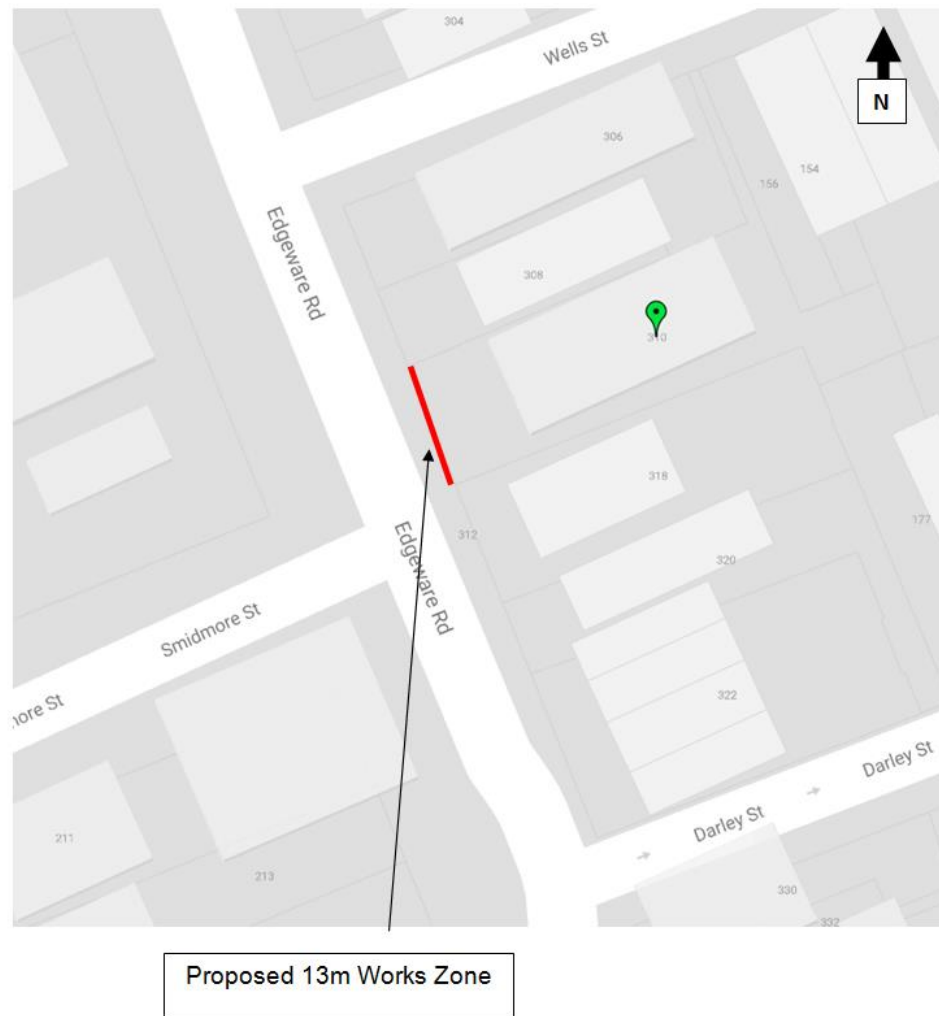 304
Wells St
N
306
154
156
Edgeware Rd
308
310
318
312
177
Edgeware Rd
320
Smidmore St
322
more St
Darley St
Darley St
211
213
330
332
Proposed 13m Works Zone